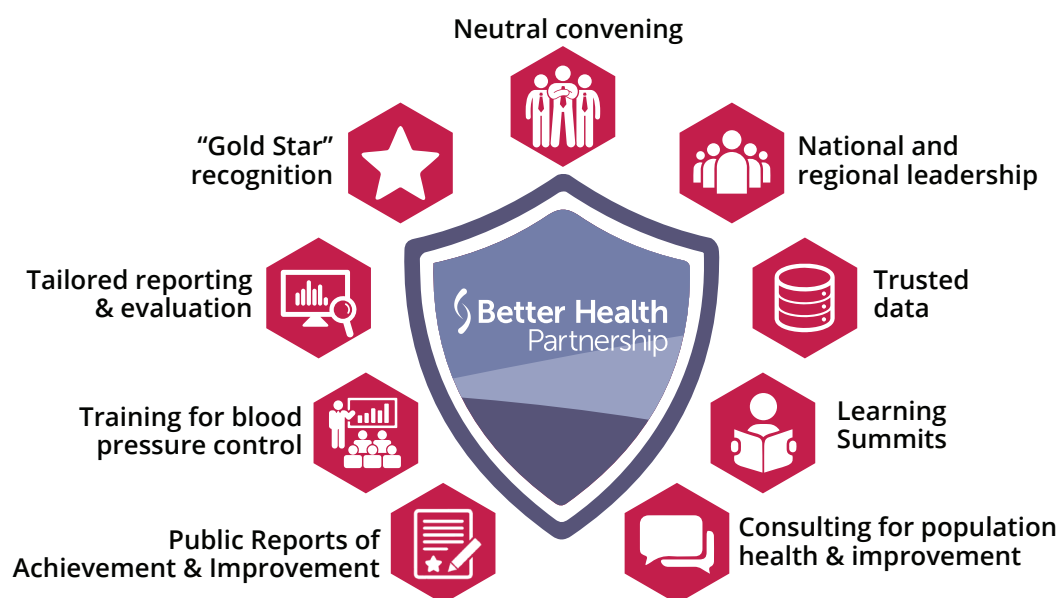 Neutral convening
“Gold Star”
recognition
National and
regional leadership
Tailored reporting
& evaluation
Better Health
Partnership
Trusted
data
Training for blood
pressure control
Learning
Summits
Public Reports of
Achievement & Improvement
Consulting for population
health & improvement